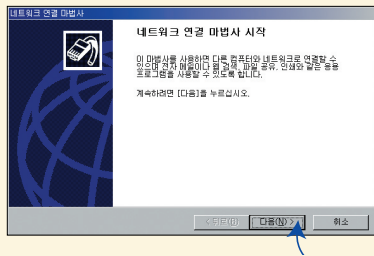 네트워크 연결 마법사
네트워크 연결 마법사 시작
이 마법사를 사용하면 다른 컴퓨터와 네트워크로 연결할 수
있으며 전자 메일이나 웹 검색, 파일 공유, 인쇄와 같은 응용
프로그램을 사용할 수 있도록 합니다.
계속하려면 [다음]을 누르십시오.
< 뒤로(B) 다음(N) > 취소